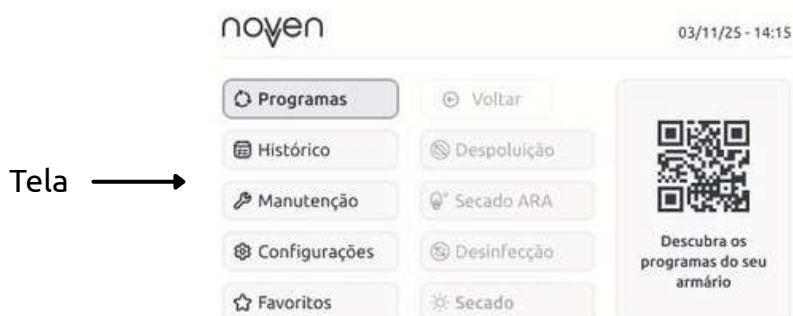 noven
03/11/25 - 14:15
Tela
Programas
Histórico
Manutenção
Configurações
Favoritos
Voltar
Despoluição
Secado ARA
Desinfecção
Secado
Descubra os
programas do seu
armário